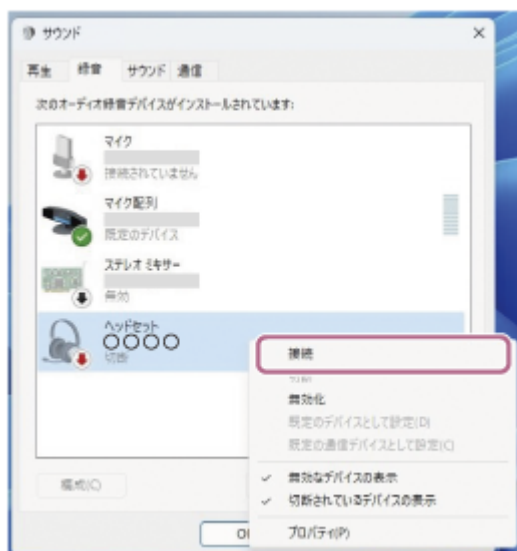 サウンド
再生 録音 サウンド 通信
次のオーディオ録音デバイスがインストールされています:
マイク
接続されていません
マイク配列
既定のデバイス
ステレオ ミキサー
無効
ヘッドセット
○○○○
切断
接続
切断
無効化
既定のデバイスとして設定(D)
既定の通信デバイスとして設定(C)
無効なデバイスの表示
切断されているデバイスの表示
プロパティ(P)
構成(C)